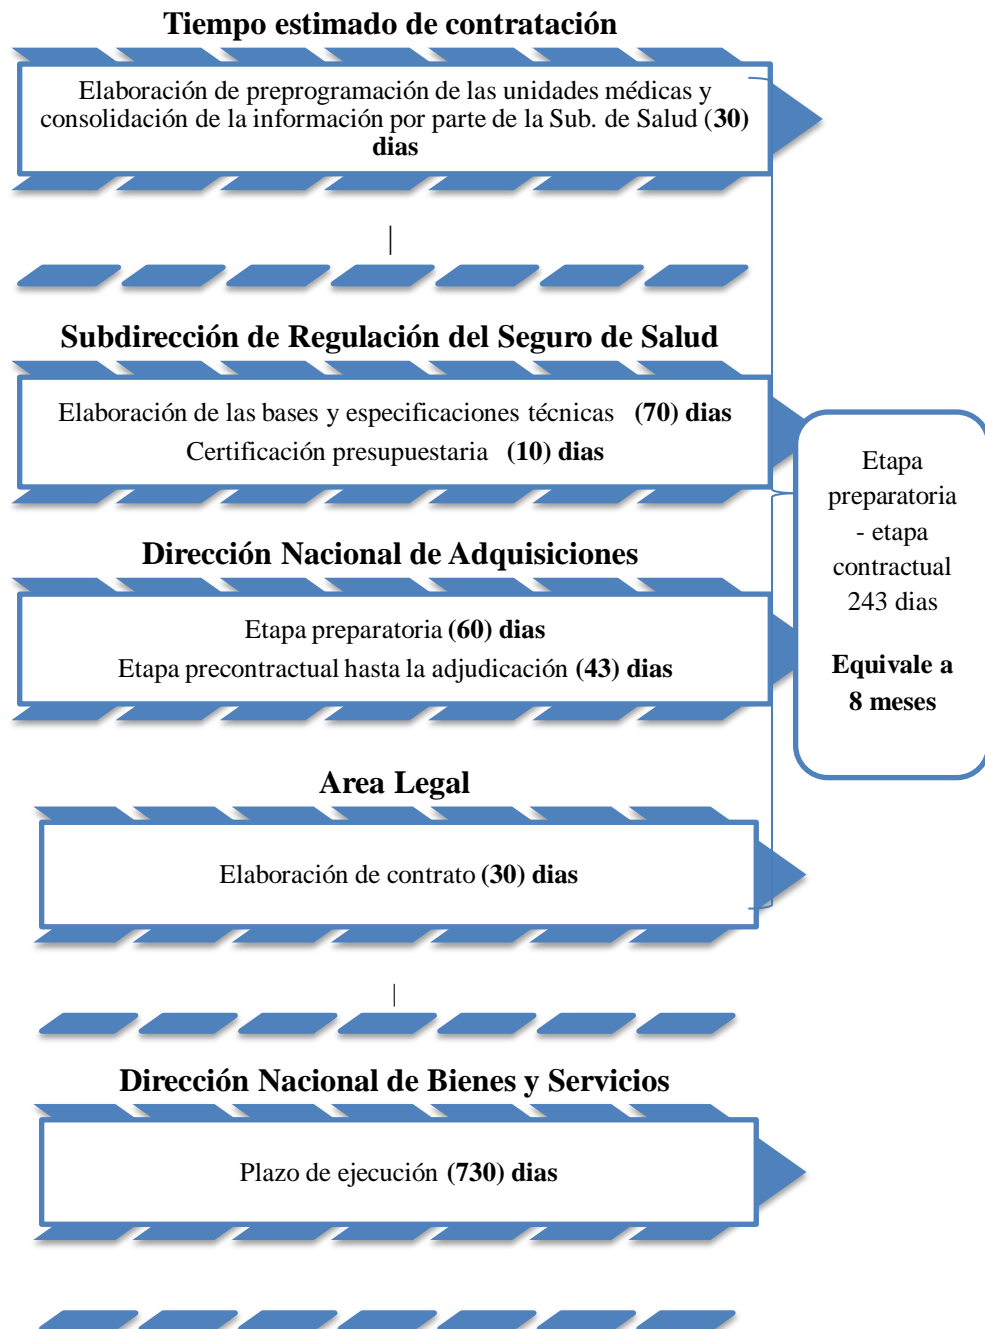 Tiempo estimado de contratación
Elaboración de preprogramación de las unidades médicas y
consolidación de la información por parte de la Sub. de Salud (30)
dias
Subdirección de Regulación del Seguro de Salud
Elaboración de las bases y especificaciones técnicas (70) dias
Certificación presupuestaria (10) dias
Dirección Nacional de Adquisiciones
Etapa preparatoria (60) dias
Etapa precontractual hasta la adjudicación (43) dias
Etapa
preparatoria
- etapa
contractual
243 dias
Equivale a
8 meses
Area Legal
Elaboración de contrato (30) dias
Dirección Nacional de Bienes y Servicios
Plazo de ejecución (730) dias